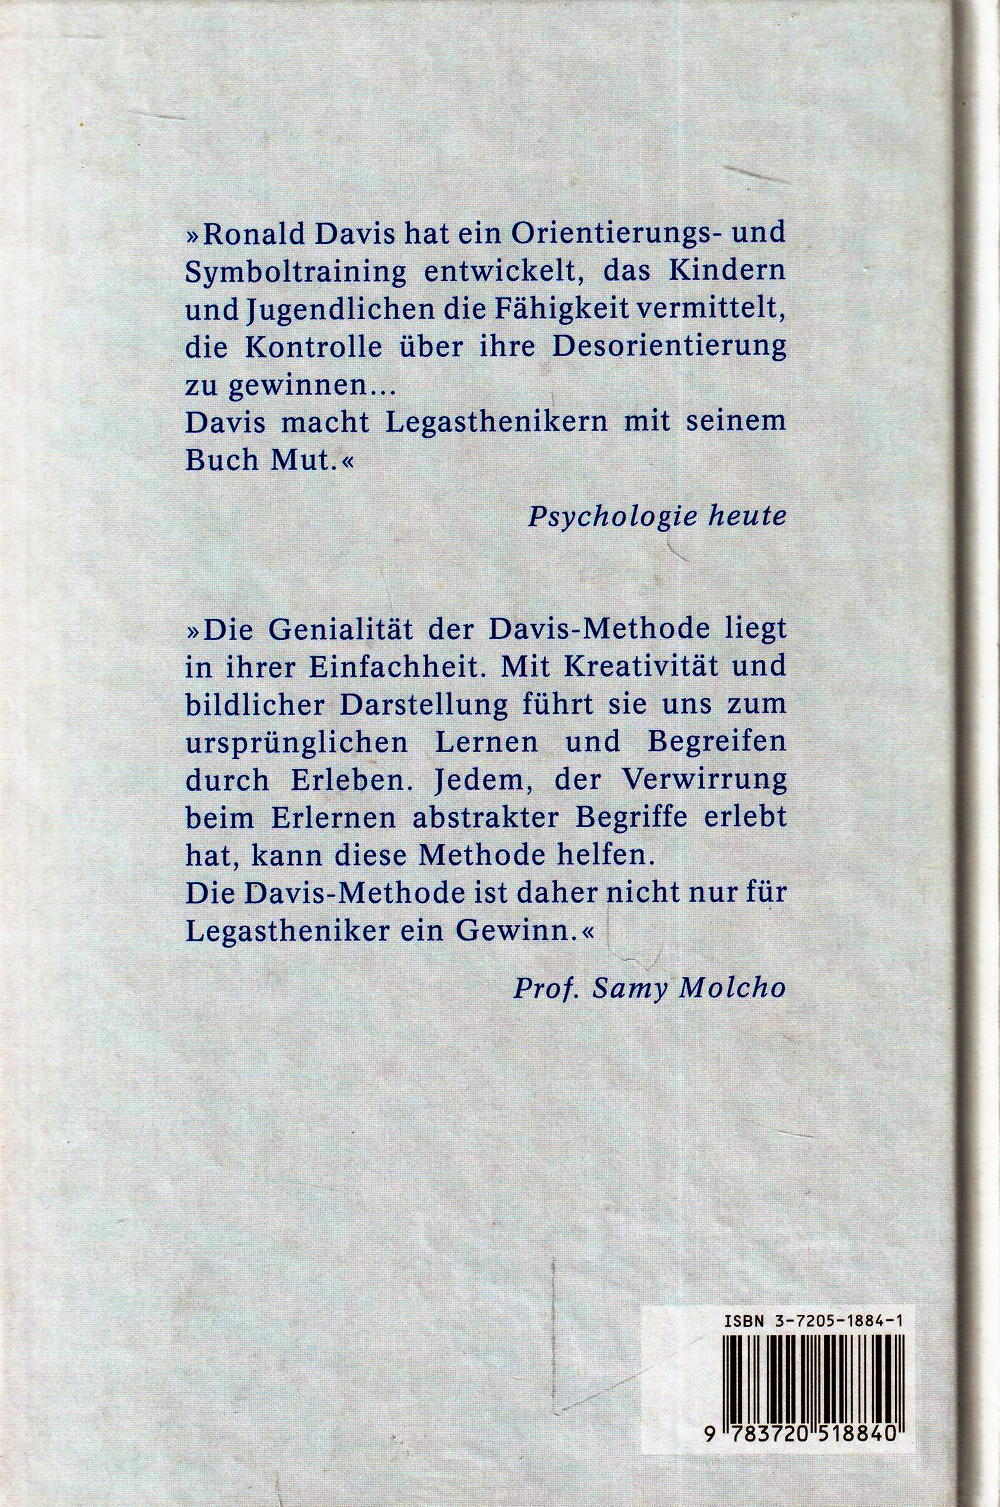 »Ronald Davis hat ein Orientierungs- und
Symboltraining entwickelt, das Kindern
und Jugendlichen die Fähigkeit vermittelt,
die Kontrolle über ihre Desorientierung
zu gewinnen...
Davis macht Legasthenikern mit seinem
Buch Mut.«
Psychologie heute
»Die Genialität der Davis-Methode liegt
in ihrer Einfachheit. Mit Kreativität und
bildlicher Darstellung führt sie uns zum
ursprünglichen Lernen und Begreifen
durch Erleben. Jedem, der Verwirrung
beim Erlernen abstrakter Begriffe erlebt
hat, kann diese Methode helfen.
Die Davis-Methode ist daher nicht nur für
Legastheniker ein Gewinn.«
Prof. Samy Molcho
ISBN 3-7205-1884-1
9 783720 518840